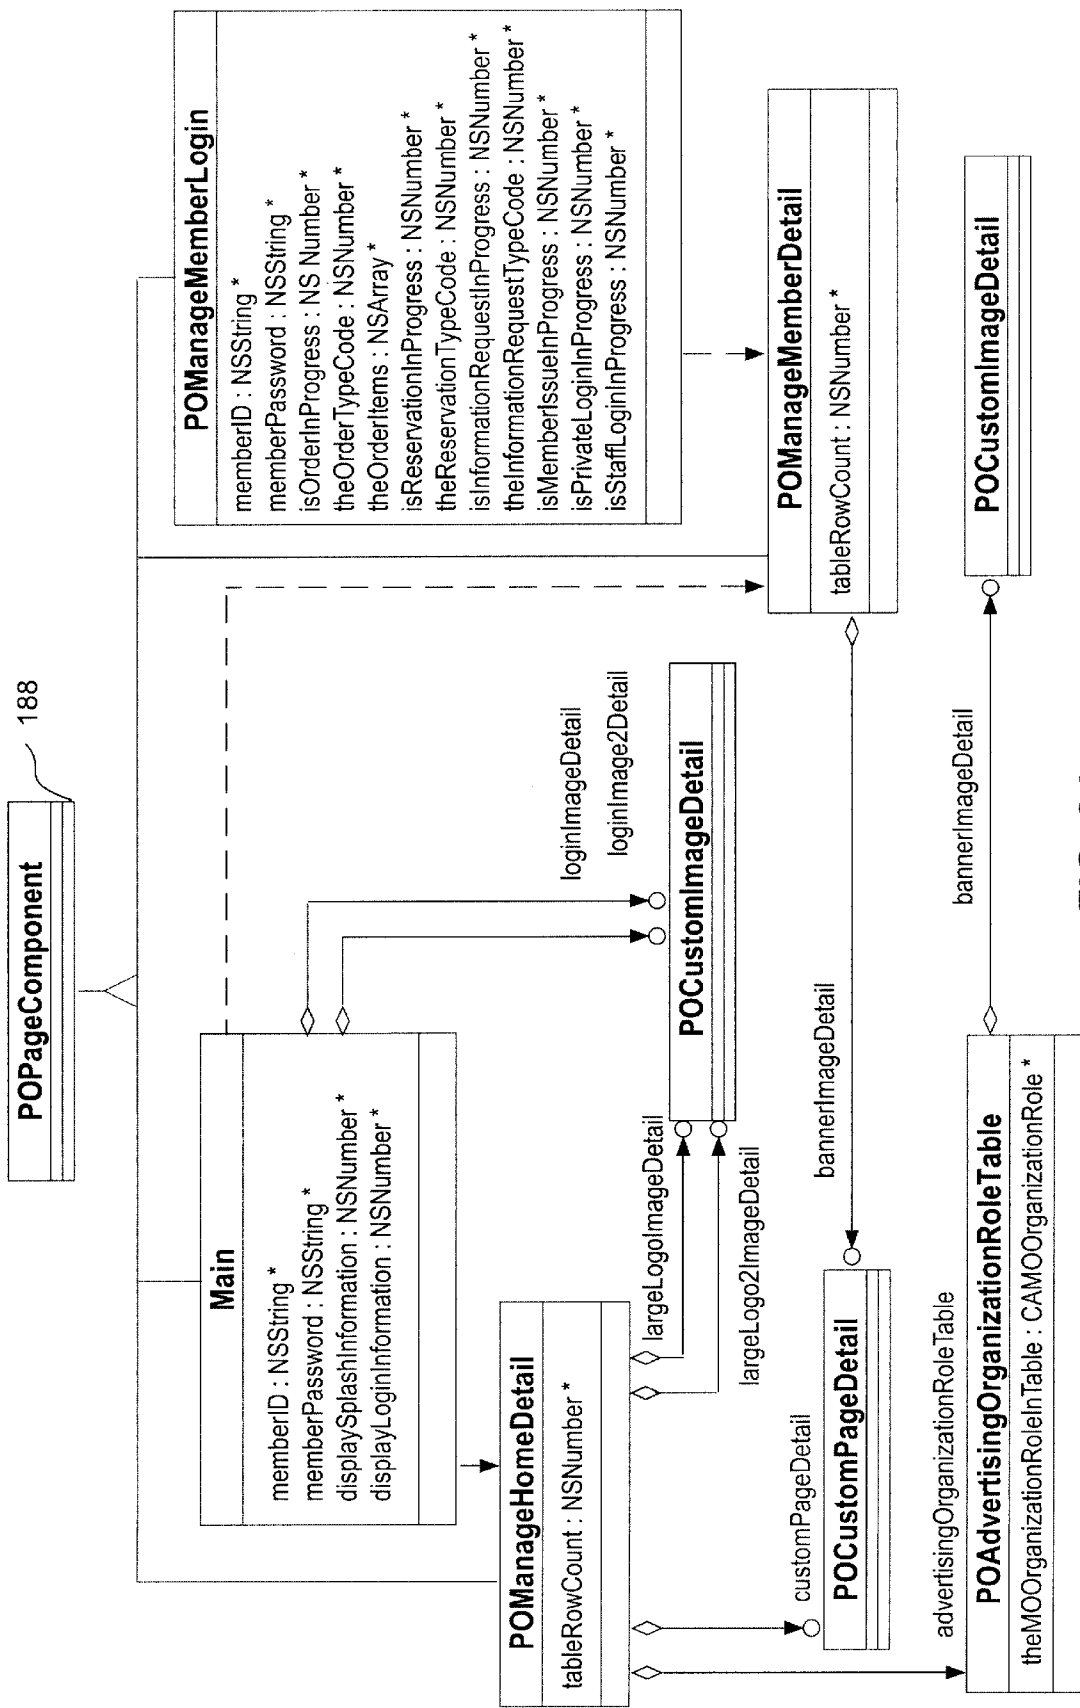 POPageComponent
188
Main
memberID : NSString *
memberPassword : NSString *
displaySplashInformation : NSNumber *
displayLoginInformation : NSNumber *
POManageMemberLogin
memberID : NSString *
memberPassword : NSString *
isOrderInProgress : NS Number *
theOrderTypeCode : NSNumber *
theOrderItems : NSArray *
isReservationInProgress : NSNumber *
theReservationTypeCode : NSNumber *
isInformationRequestInProgress : NSNumber *
theInformationRequestTypeCode : NSNumber *
isMemberIssueInProgress : NSNumber *
isPrivateLoginInProgress : NSNumber *
isStaffLoginInProgress : NSNumber *
loginImageDetail
loginImage2Detail
POManageHomeDetail
tableRowCount : NSNumber *
largeLogoImageDetail
largeLogo2ImageDetail
POCustomImageDetail
POManageMemberDetail
tableRowCount : NSNumber *
customPageDetail
POCustomPageDetail
bannerImageDetail
advertisingOrganizationRoleTable
POAdvertisingOrganizationRoleTable
theMOOrganizationRoleInTable : CAMOOrganizationRole *
bannerImageDetail
POCustomImageDetail